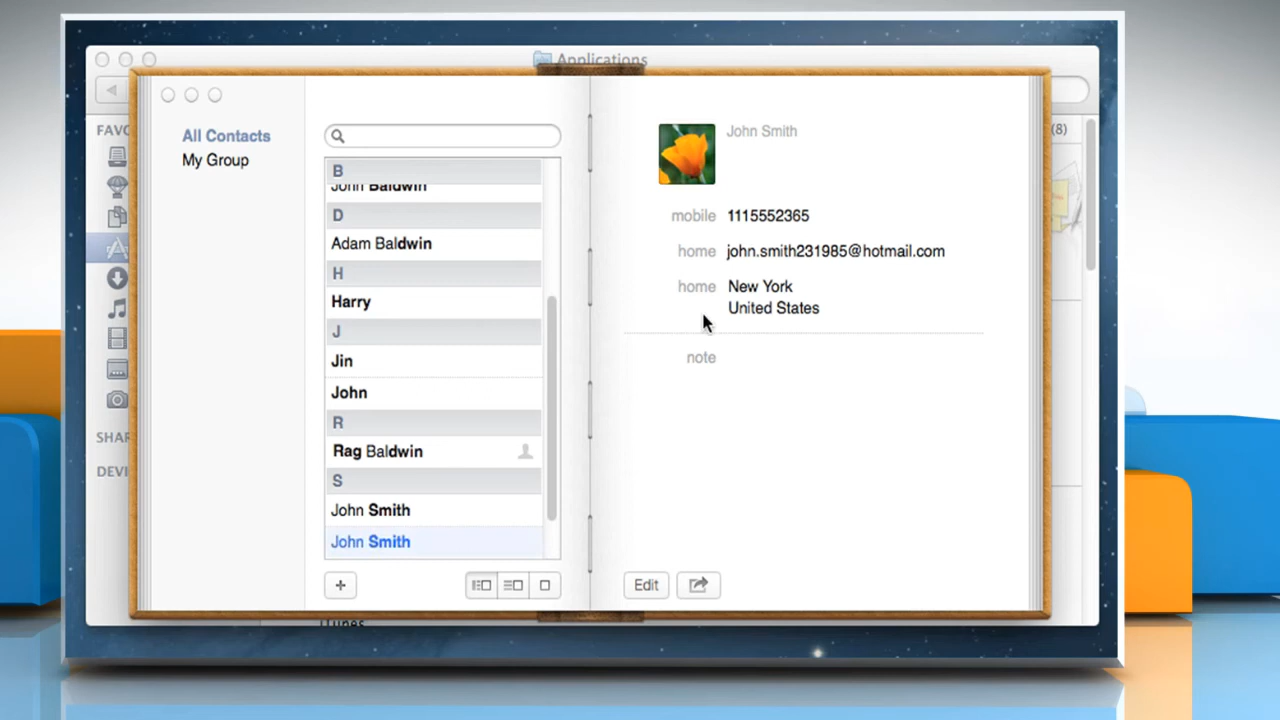 Applications
FAVO
(8)
All Contacts
My Group
B
John Baldwin
D
Adam Baldwin
H
Harry
J
Jin
John
R
Rag Baldwin
S
John Smith
John Smith
SHAR
DEVI
John Smith
mobile 1115552365
home john.smith231985@hotmail.com
home New York
United States
note
+
Edit
iTunes